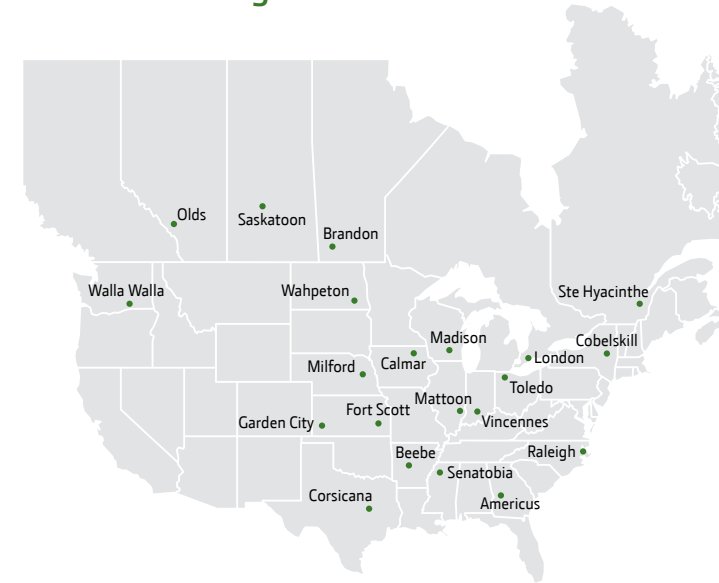 Olds
Saskatoon
Brandon
Walla Walla
Wahpeton
Ste Hyacinthe
Madison
Cobelskill
Calmar
London
Milford
Toledo
Mattoon
Fort Scott
Garden City
Vincennes
Beebe
Raleigh
Senatobia
Corsicana
Americus